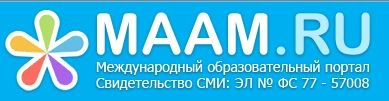 MAAM.RU
Международный образовательный портал
Свидетельство СМИ: ЭЛ № ФС 77 - 57008